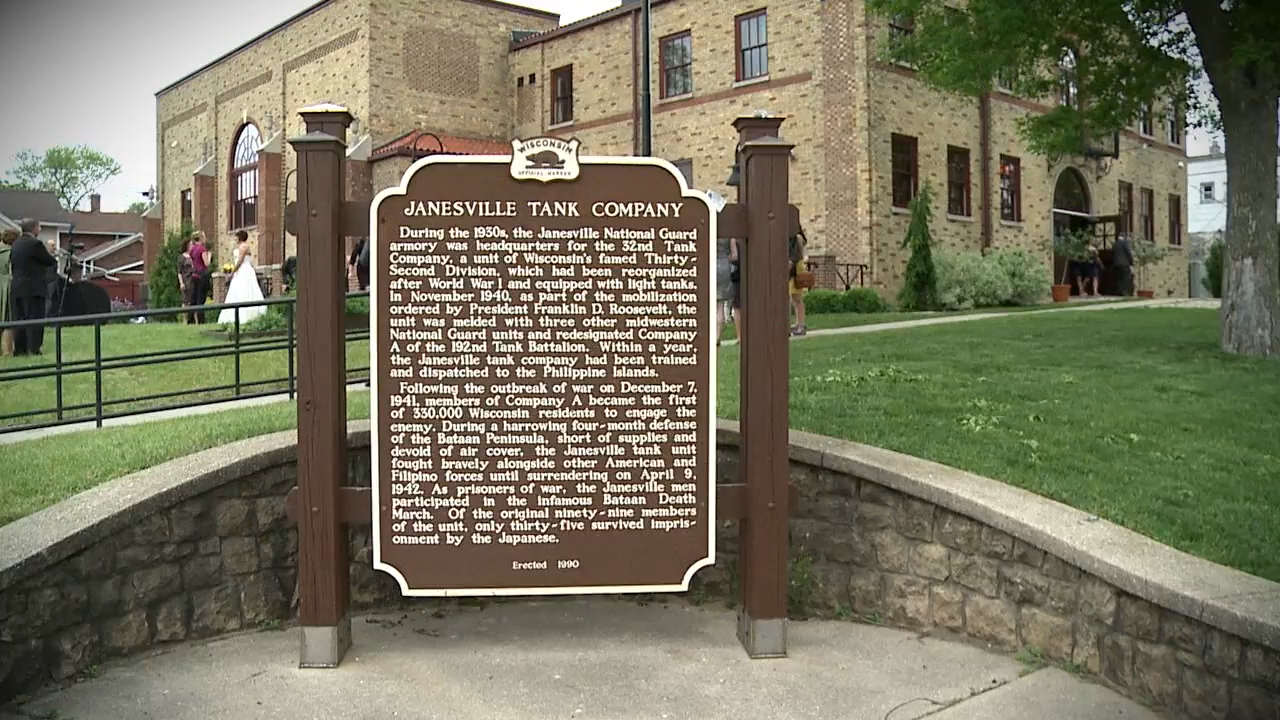 WISCONSIN
OFFICIAL MARKER
JANESVILLE TANK COMPANY
During the 1930s, the Janesville National Guard
armory was headquarters for the 32nd Tank
Company, a unit of Wisconsin's famed Thirty-
Second Division, which had been reorganized
after World War I and equipped with light tanks.
In November 1940, as part of the mobilization
ordered by President Franklin D. Roosevelt, the
unit was melded with three other midwestern
National Guard units and redesignated Company
A of the 192nd Tank Battalion. Within a year,
the Janesville tank company had been trained
and dispatched to the Philippine Islands.
Following the outbreak of war on December 7,
1941, members of Company A became the first
of 330,000 Wisconsin residents to engage the
enemy. During a harrowing four-month defense
of the Bataan Peninsula, short of supplies and
devoid of air cover, the Janesville tank unit
fought bravely alongside other American and
Filipino forces until surrendering on April 9,
1942. As prisoners of war, the Janesville men
participated in the infamous Bataan Death
March. Of the original ninety-nine members
of the unit, only thirty-five survived impris-
onment by the Japanese.
Erected 1990